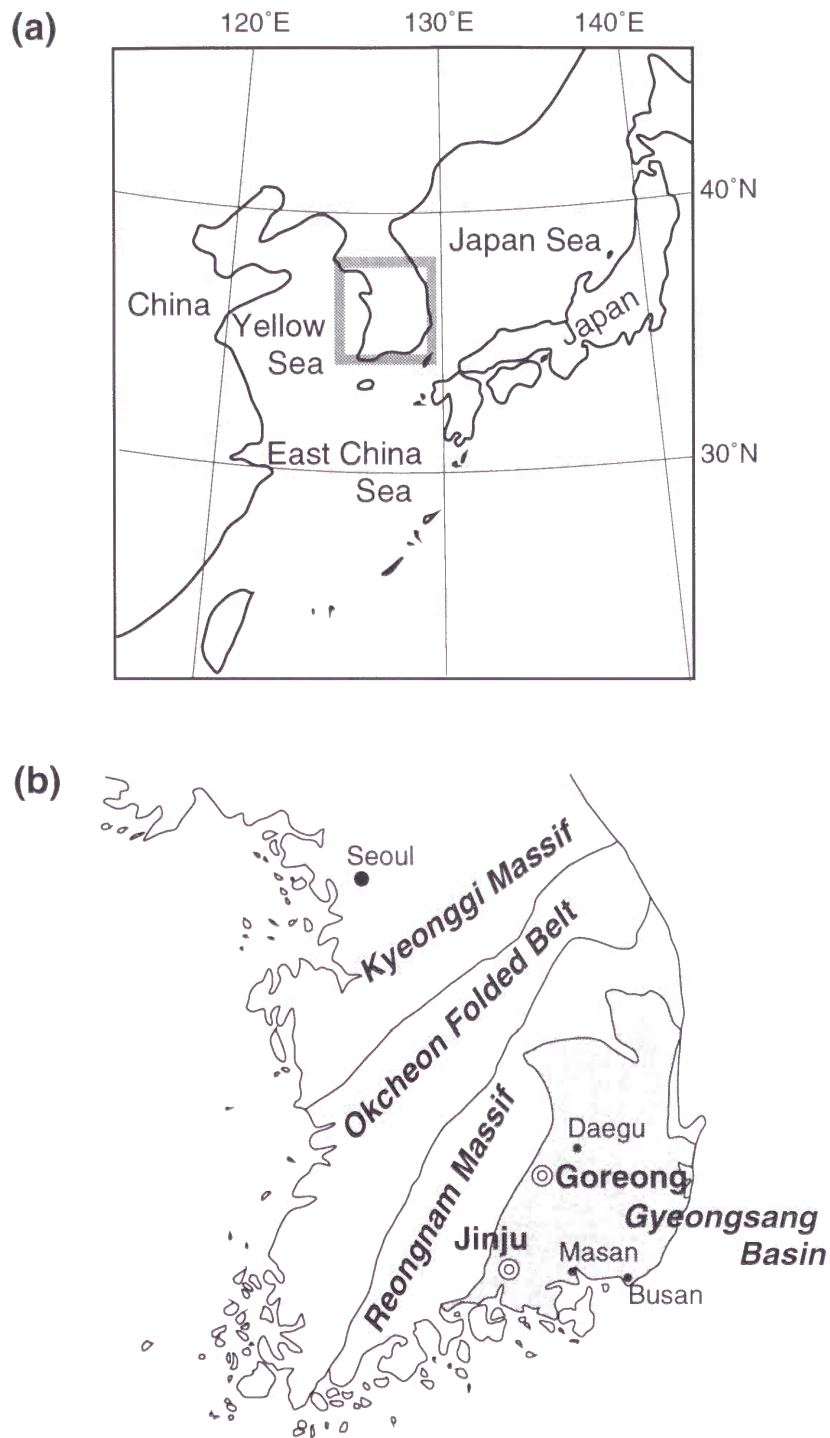 (a)
120˚E
130˚E
140˚E
40˚N
Japan Sea
China
Japan
Yellow
Sea
30˚N
East China
Sea
(b)
Seoul
Kyeonggi Massif
Okcheon Folded Belt
Reongnam Massif
Daegu
Goreong
Gyeongsang
Basin
Jinju
Masan
Busan